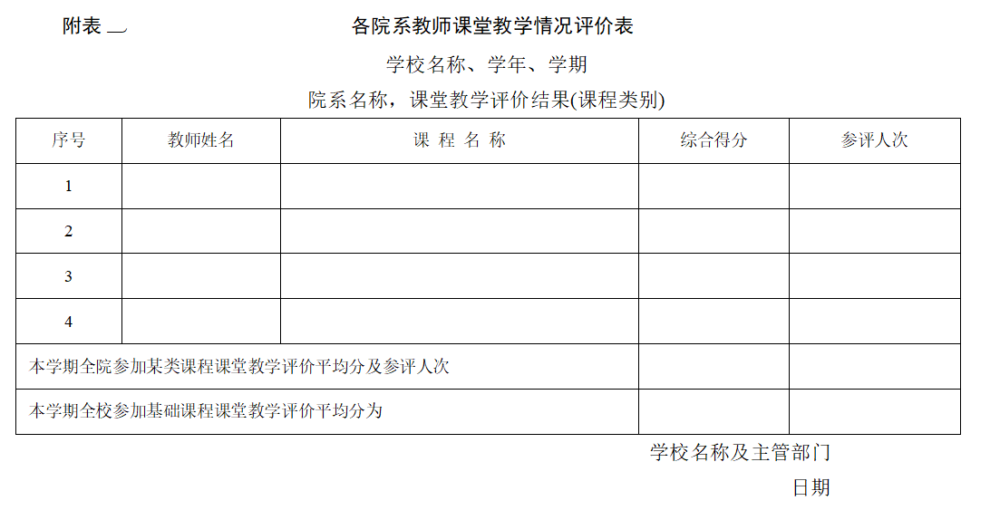 附表二 各院系教师课堂教学情况评价表
学校名称、学年、学期
院系名称，课堂教学评价结果(课程类别)
序号 教师姓名 课 程 名 称 综合得分 参评人次
1
2
3
4
本学期全院参加某类课程课堂教学评价平均分及参评人次
本学期全校参加基础课程课堂教学评价平均分为
学校名称及主管部门
日期